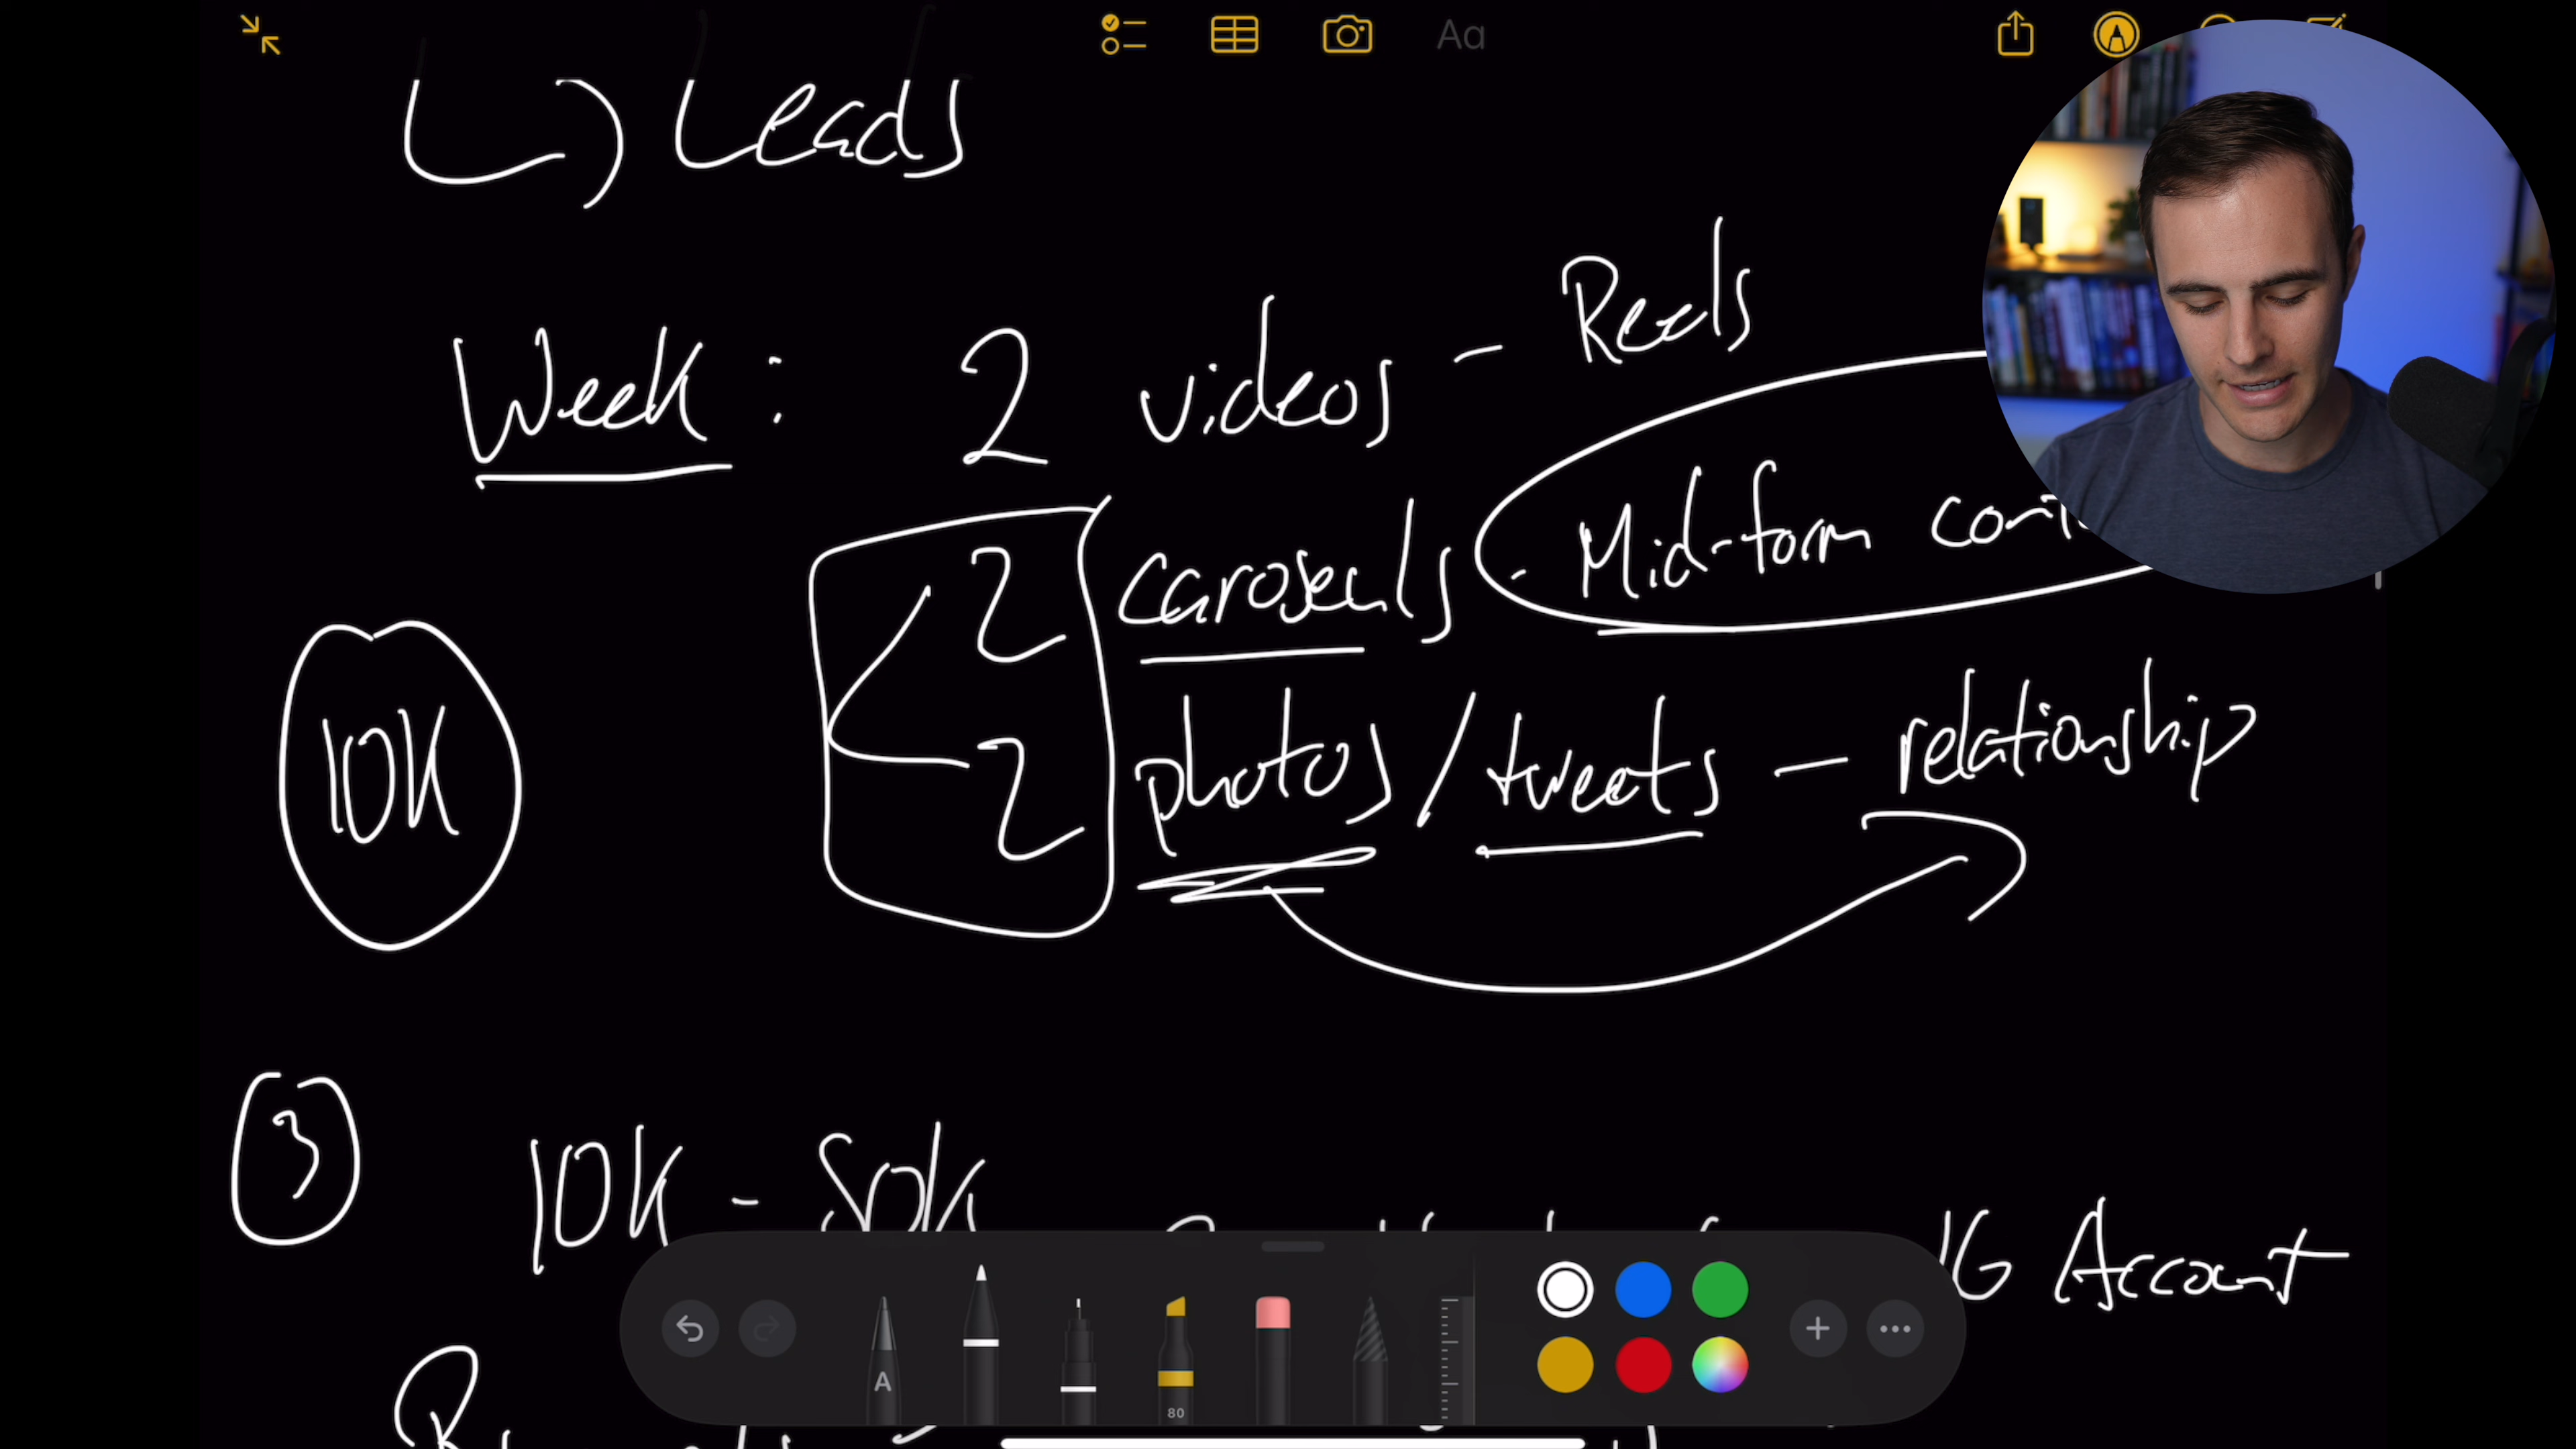 Aa
Leads
Week: 2 videos - Reels
2 caroseuls - Mid-form
2 photos / tweets - relationship
10K
3 10K - 50K
IG Account
A
80